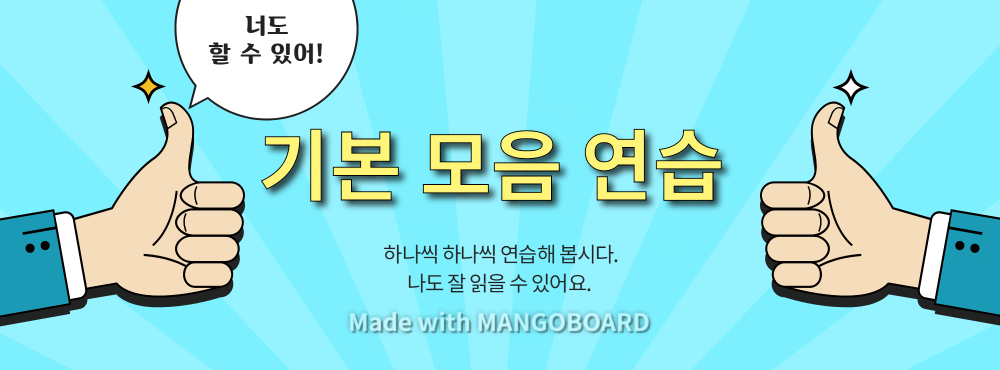 너도
할 수 있어!
기본 모음 연습
하나씩 하나씩 연습해 봅시다.
나도 잘 읽을 수 있어요.
Made with MANGOBOARD